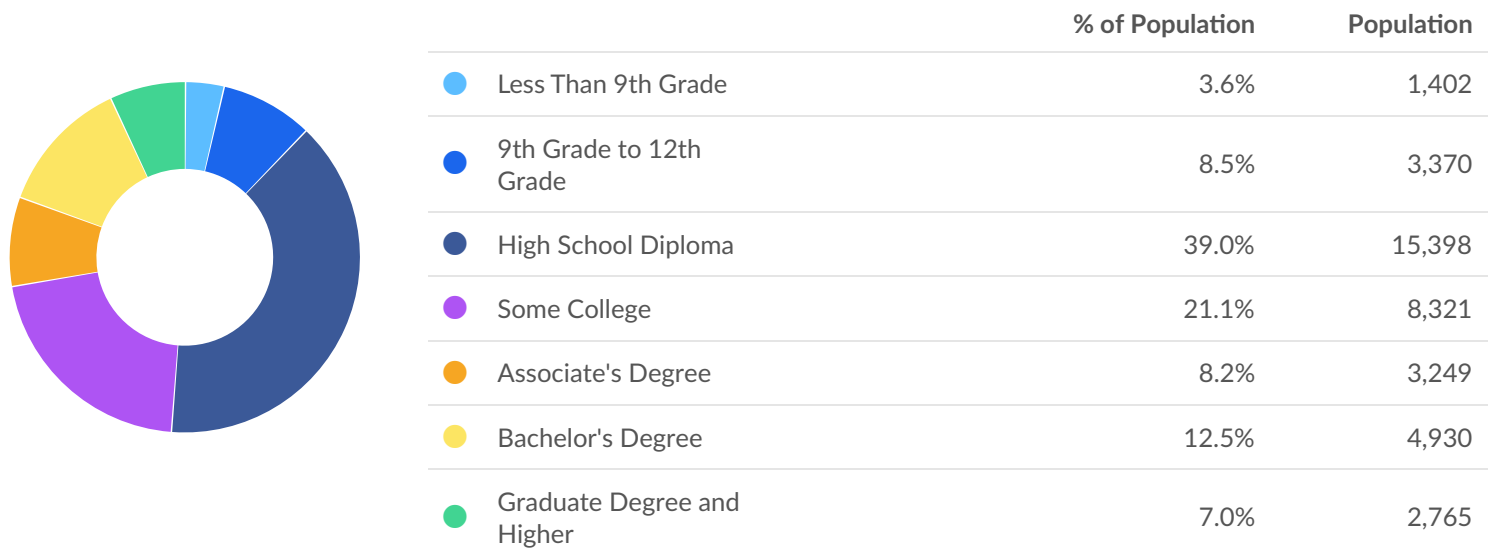 % of Population Population
Less Than 9th Grade 3.6% 1,402
9th Grade to 12th
Grade 8.5% 3,370
High School Diploma 39.0% 15,398
Some College 21.1% 8,321
Associate's Degree 8.2% 3,249
Bachelor's Degree 12.5% 4,930
Graduate Degree and
Higher 7.0% 2,765